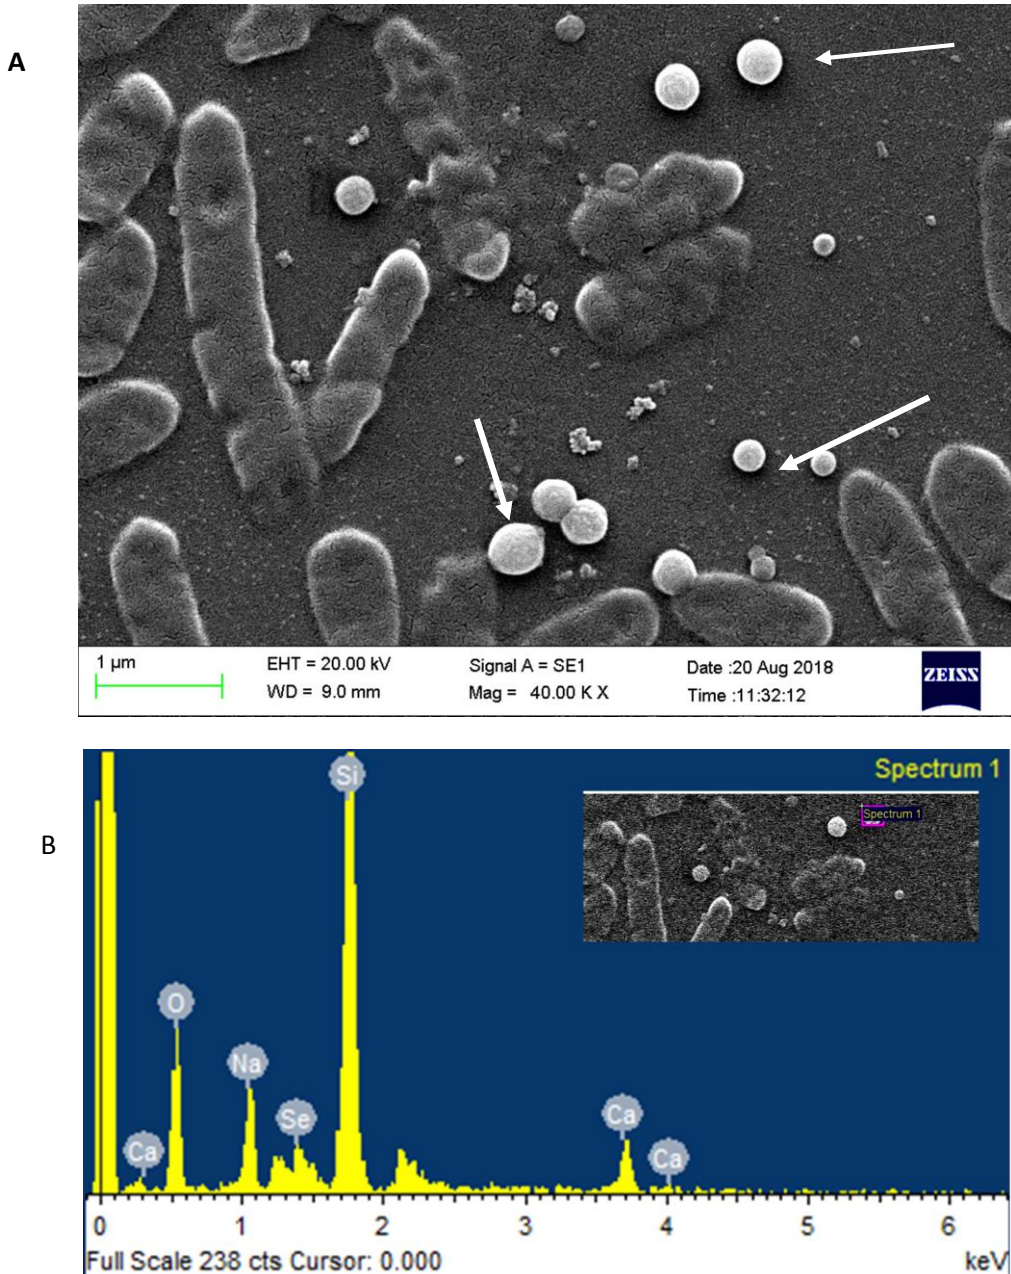 A
1 µm
EHT = 20.00 kV
WD = 9.0 mm
Signal A = SE1
Mag = 40.00 K X
Date :20 Aug 2018
Time :11:32:12
ZEISS
B
Spectrum 1
Spectrum 1
Si
O
Na
Se
Ca
Ca
Ca
0 1 2 3 4 5 6
Full Scale 238 cts Cursor: 0.000
keV